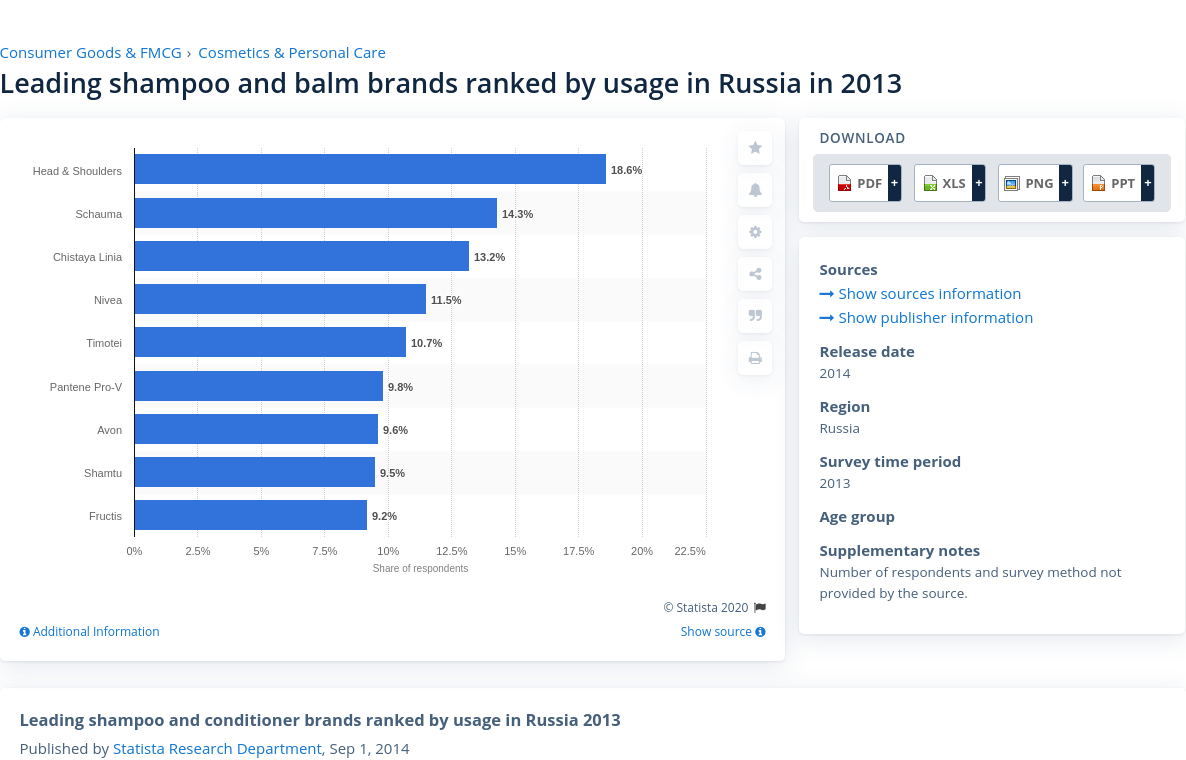 Consumer Goods & FMCG › Cosmetics & Personal Care
Leading shampoo and balm brands ranked by usage in Russia in 2013
Head & Shoulders 18.6%
Schauma 14.3%
Chistaya Linia 13.2%
Nivea 11.5%
Timotei 10.7%
Pantene Pro-V 9.8%
Avon 9.6%
Shamtu 9.5%
Fructis 9.2%
0% 2.5% 5% 7.5% 10% 12.5% 15% 17.5% 20% 22.5%
Share of respondents
© Statista 2020
Additional Information Show source
DOWNLOAD
PDF + XLS + PNG + PPT +
Sources
Show sources information
Show publisher information
Release date
2014
Region
Russia
Survey time period
2013
Age group
Supplementary notes
Number of respondents and survey method not
provided by the source.
Leading shampoo and conditioner brands ranked by usage in Russia 2013
Published by Statista Research Department, Sep 1, 2014